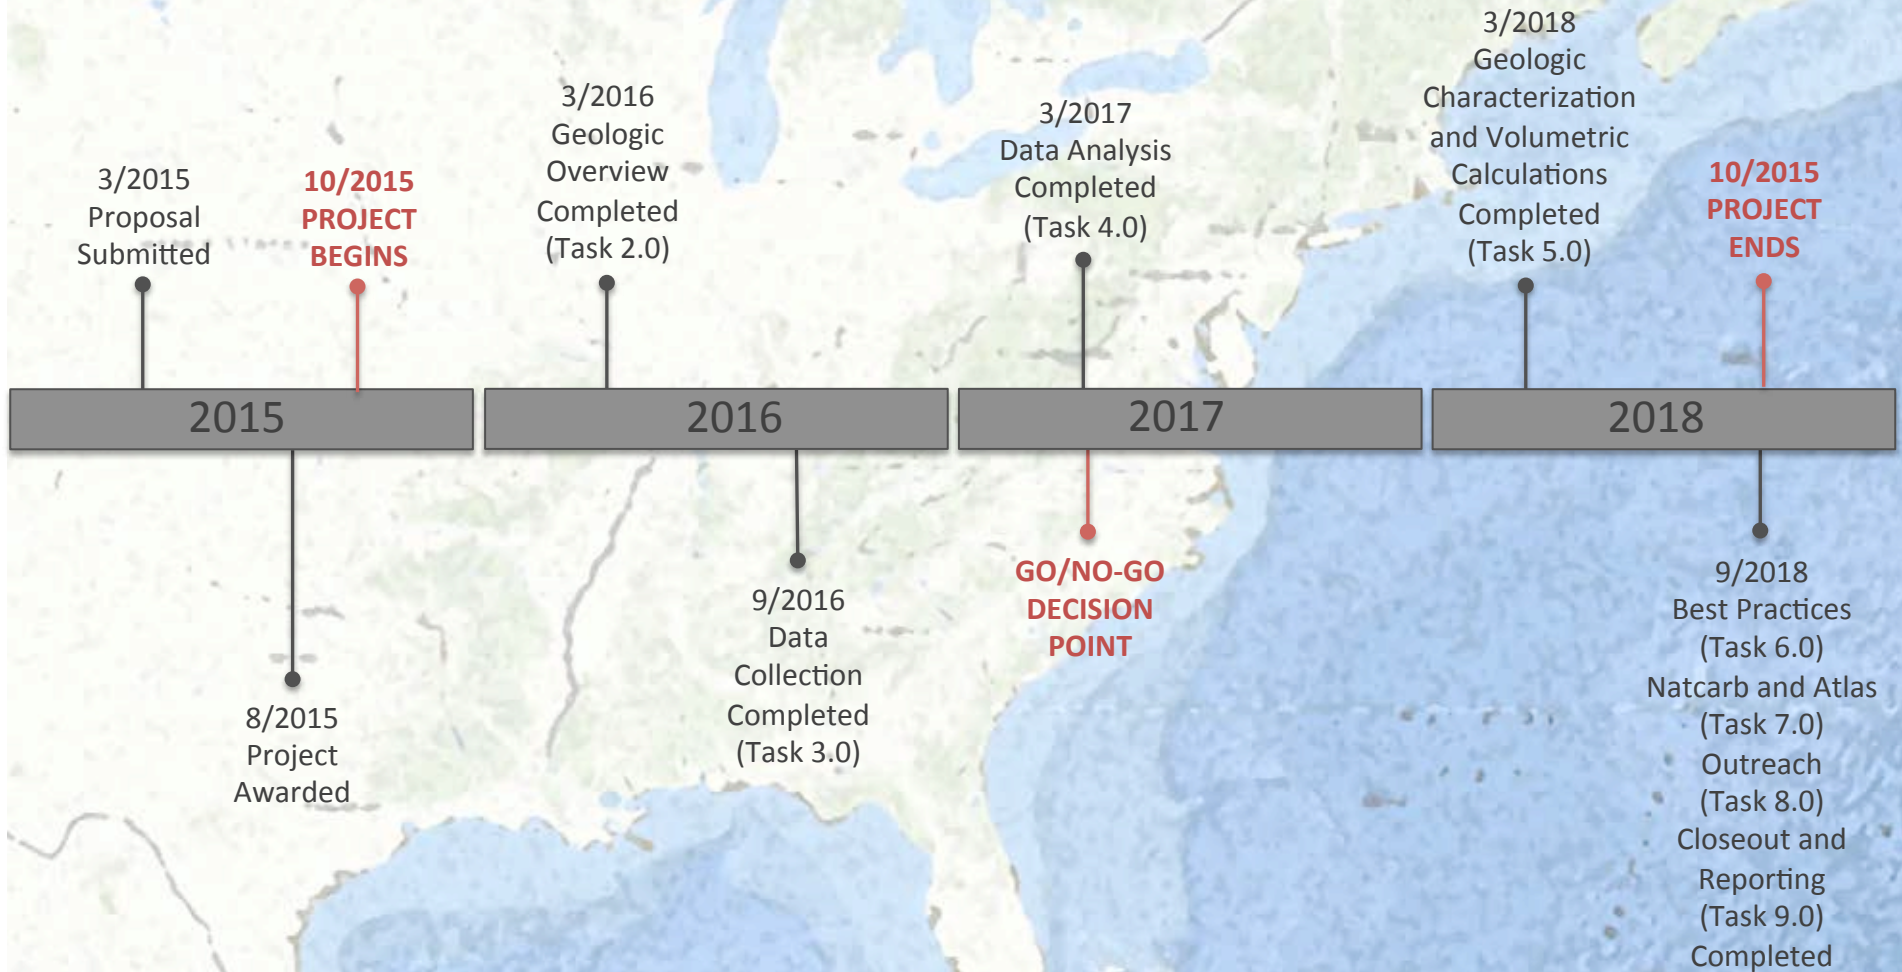 3/2015
Proposal
Submitted
10/2015
PROJECT
BEGINS
3/2016
Geologic
Overview
Completed
(Task 2.0)
3/2017
Data Analysis
Completed
(Task 4.0)
3/2018
Geologic
Characterization
and Volumetric
Calculations
Completed
(Task 5.0)
10/2015
PROJECT
ENDS
2015
2016
2017
2018
8/2015
Project
Awarded
9/2016
Data
Collection
Completed
(Task 3.0)
GO/NO-GO
DECISION
POINT
9/2018
Best Practices
(Task 6.0)
Natcarb and Atlas
(Task 7.0)
Outreach
(Task 8.0)
Closeout and
Reporting
(Task 9.0)
Completed